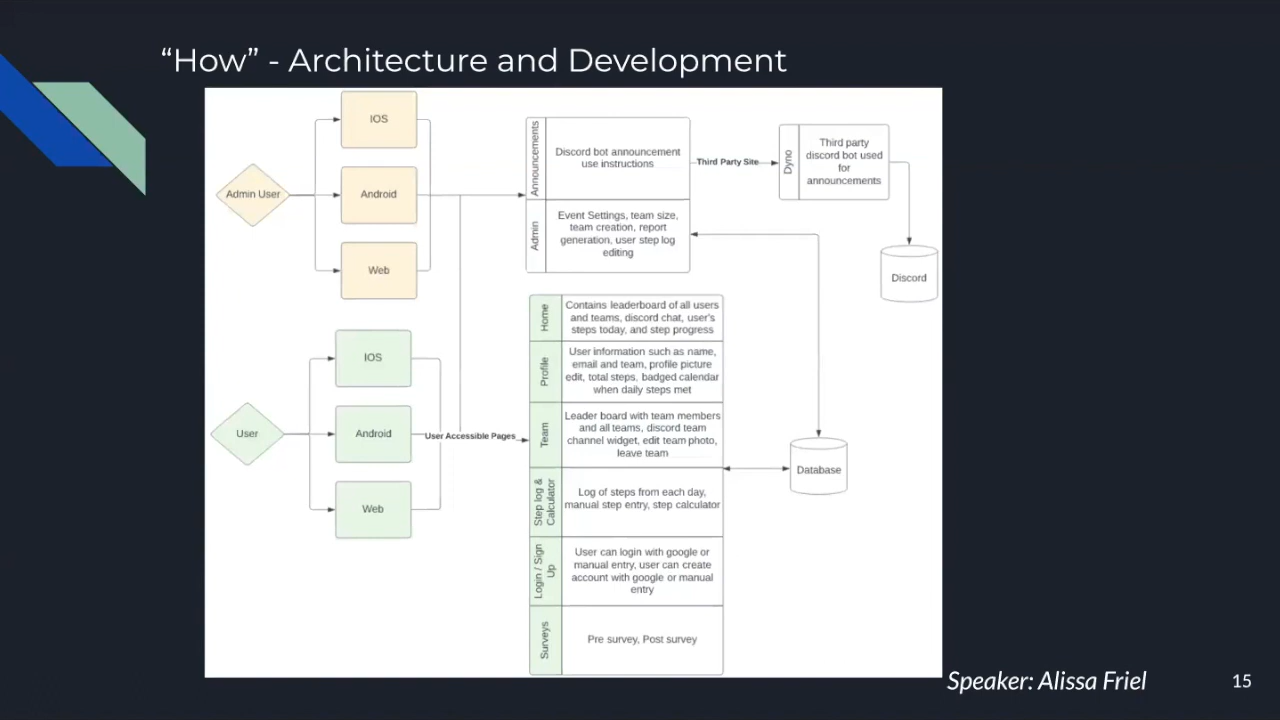 “How” - Architecture and Development
IOS
Admin User
Android
Web
Announcements
Discord bot announcement
use instructions
Third Party Site
Dyno
Third party
discord bot used
for
announcements
Admin
Event Settings, team size,
team creation, report
generation, user step log
editing
Discord
Home
Contains leaderboard of all users
and teams, discord chat, user's
steps today, and step progress
Profile
User information such as name,
email and team, profile picture
edit, total steps, badged calendar
when daily steps met
IOS
User
Android
Web
User Accessible Pages
Team
Leader board with team members
and all teams, discord team
channel widget, edit team photo,
leave team
Database
Step log &
Calculator
Log of steps from each day,
manual step entry, step calculator
Login / Sign
Up
User can login with google or
manual entry, user can create
account with google or manual
entry
Surveys
Pre survey, Post survey
Speaker: Alissa Friel
15